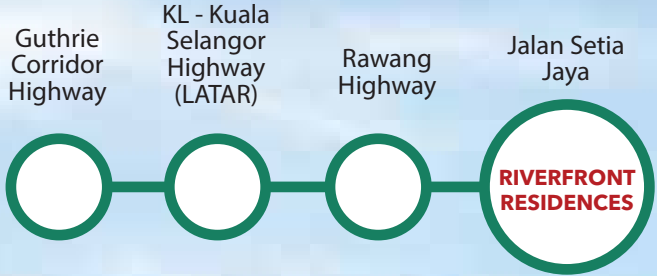 Guthrie
Corridor
Highway
KL - Kuala
Selangor
Highway
(LATAR)
Rawang
Highway
Jalan Setia
Jaya
RIVERFRONT
RESIDENCES